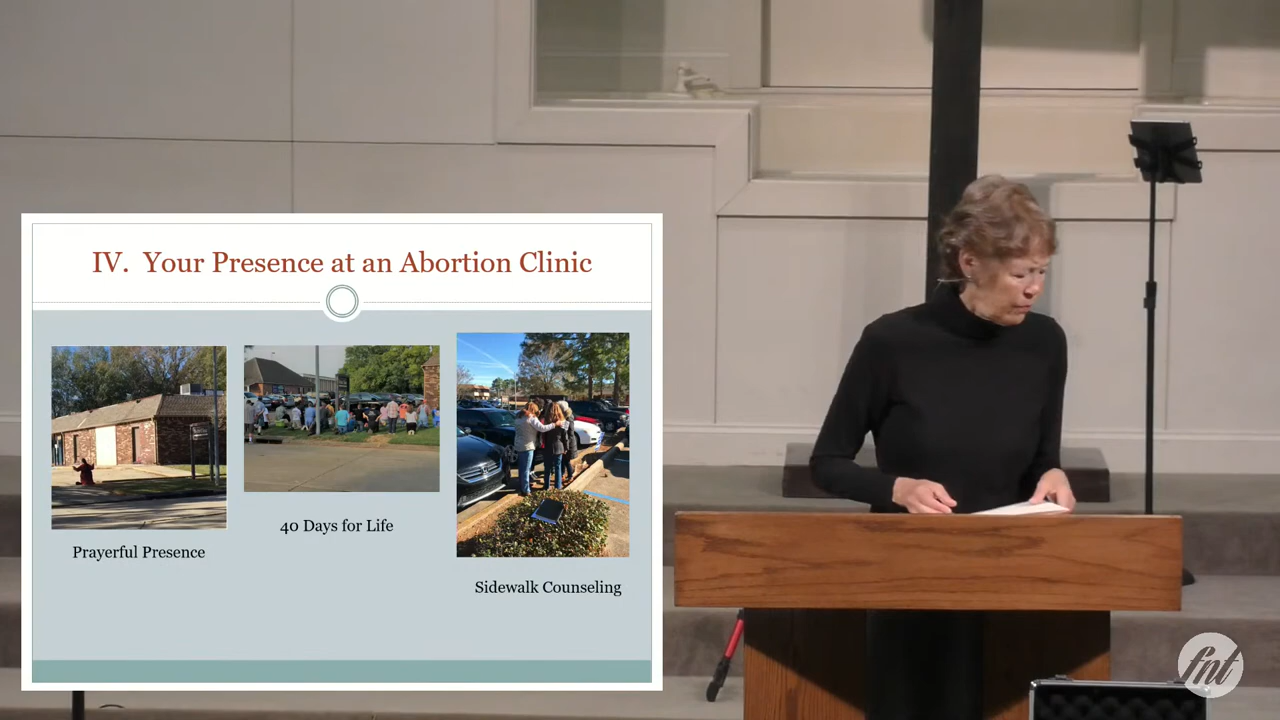 IV. Your Presence at an Abortion Clinic
Prayerful Presence
40 Days for Life
Sidewalk Counseling
fnt